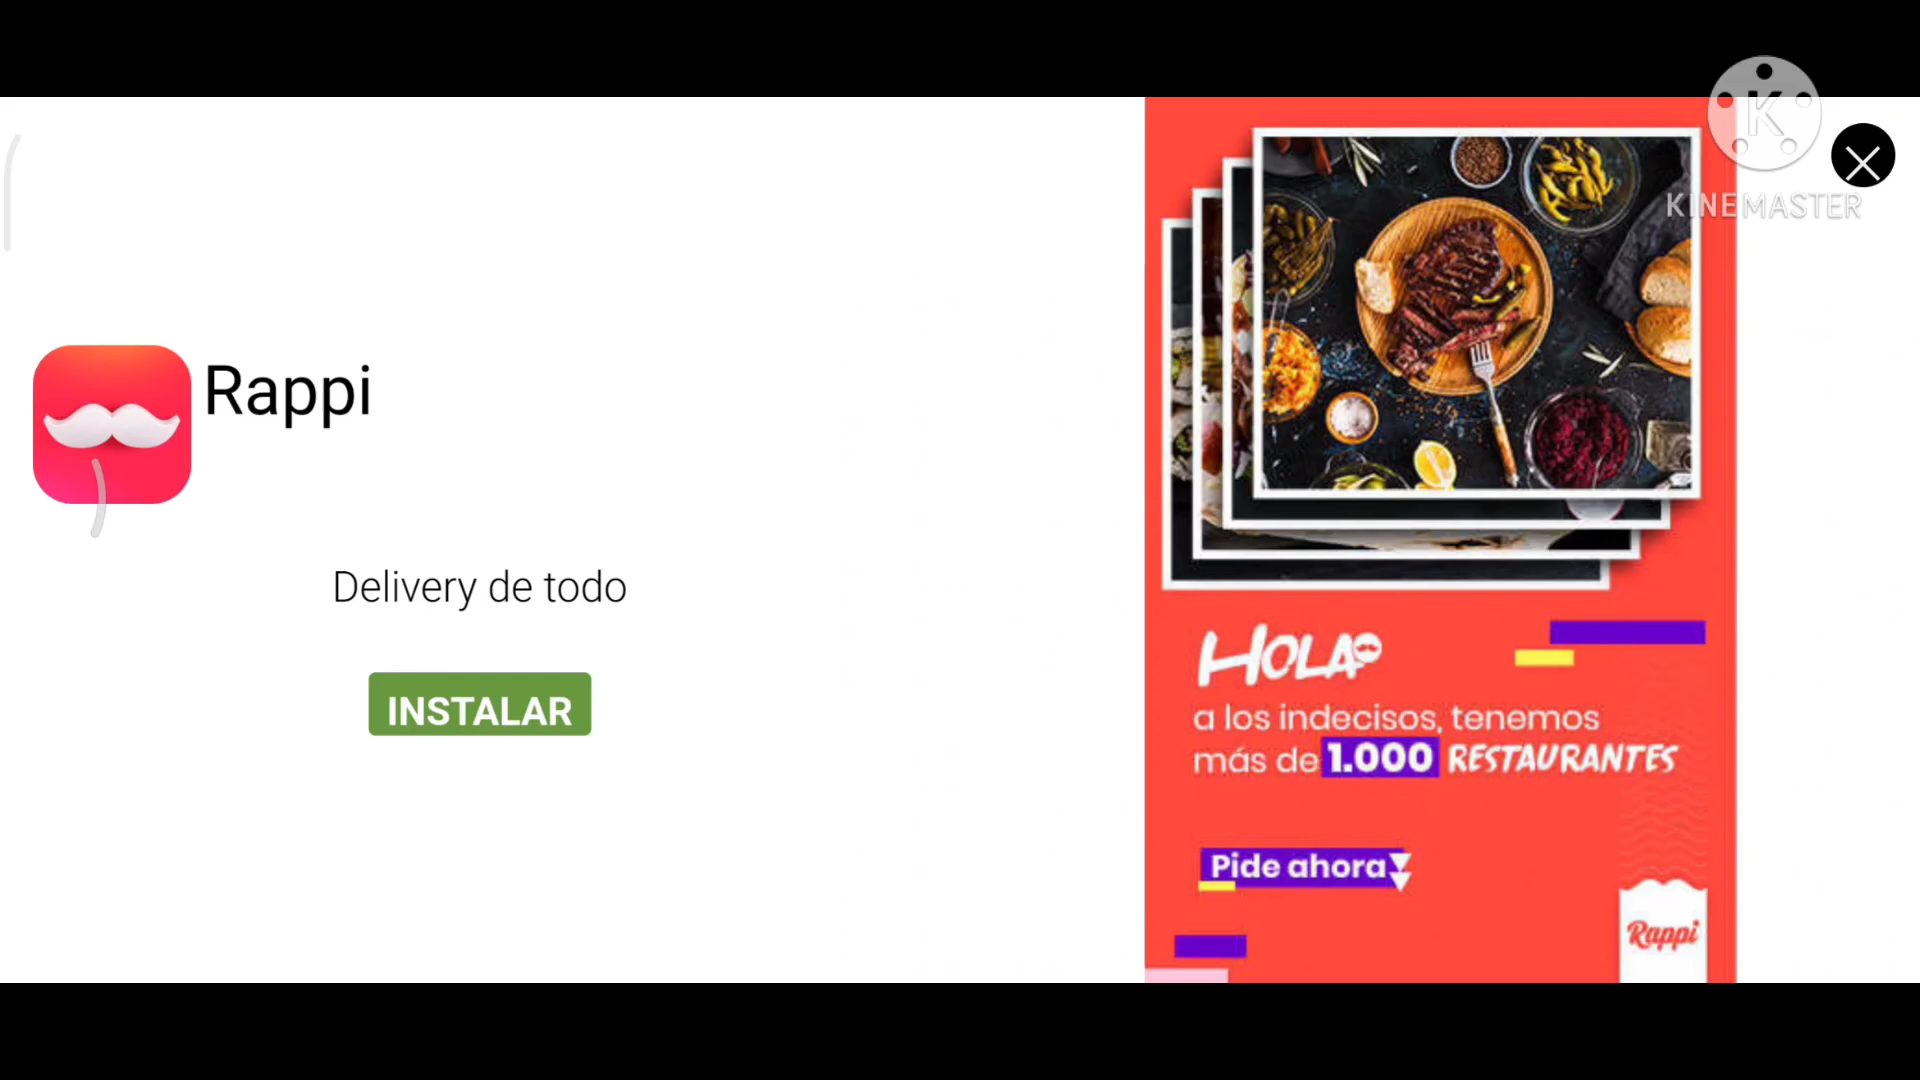 Rappi
Delivery de todo
INSTALAR
K
KINEMASTER
HOLA
a los indecisos, tenemos
más de 1.000 RESTAURANTES
Pide ahora
Rappi